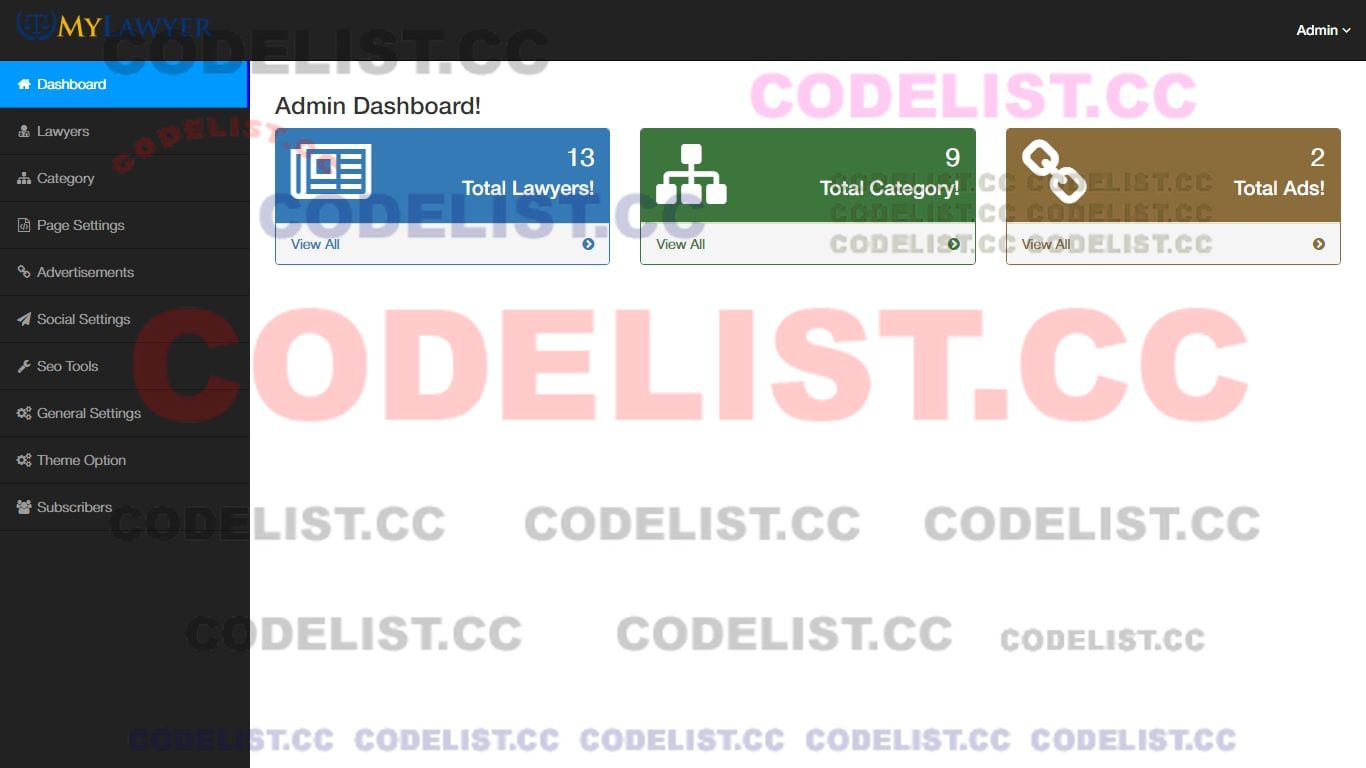 MyLawyer
Admin
CODELIST.CC
Dashboard
Admin Dashboard!
CODELIST.CC
Lawyers
CODELIST.CC
13
9
2
Category
Total Lawyers!
Total Category!
Total Ads!
CODELIST.CC CODELIST.CC
CODELIST.CC
CODELIST.CC CODELIST.CC
Page Settings
View All
View All
View All
CODELIST.CC CODELIST.CC
Advertisements
Social Settings
CODELIST.CC
Seo Tools
General Settings
Theme Option
Subscribers
CODELIST.CC CODELIST.CC CODELIST.CC
CODELIST.CC CODELIST.CC CODELIST.CC
CODELIST.CC CODELIST.CC CODELIST.CC CODELIST.CC CODELIST.CC